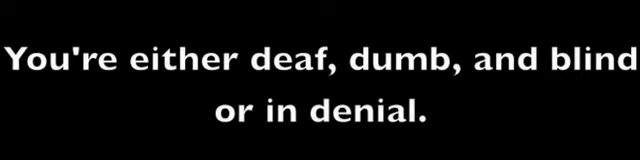 You're either deaf, dumb, and blind
or in denial.